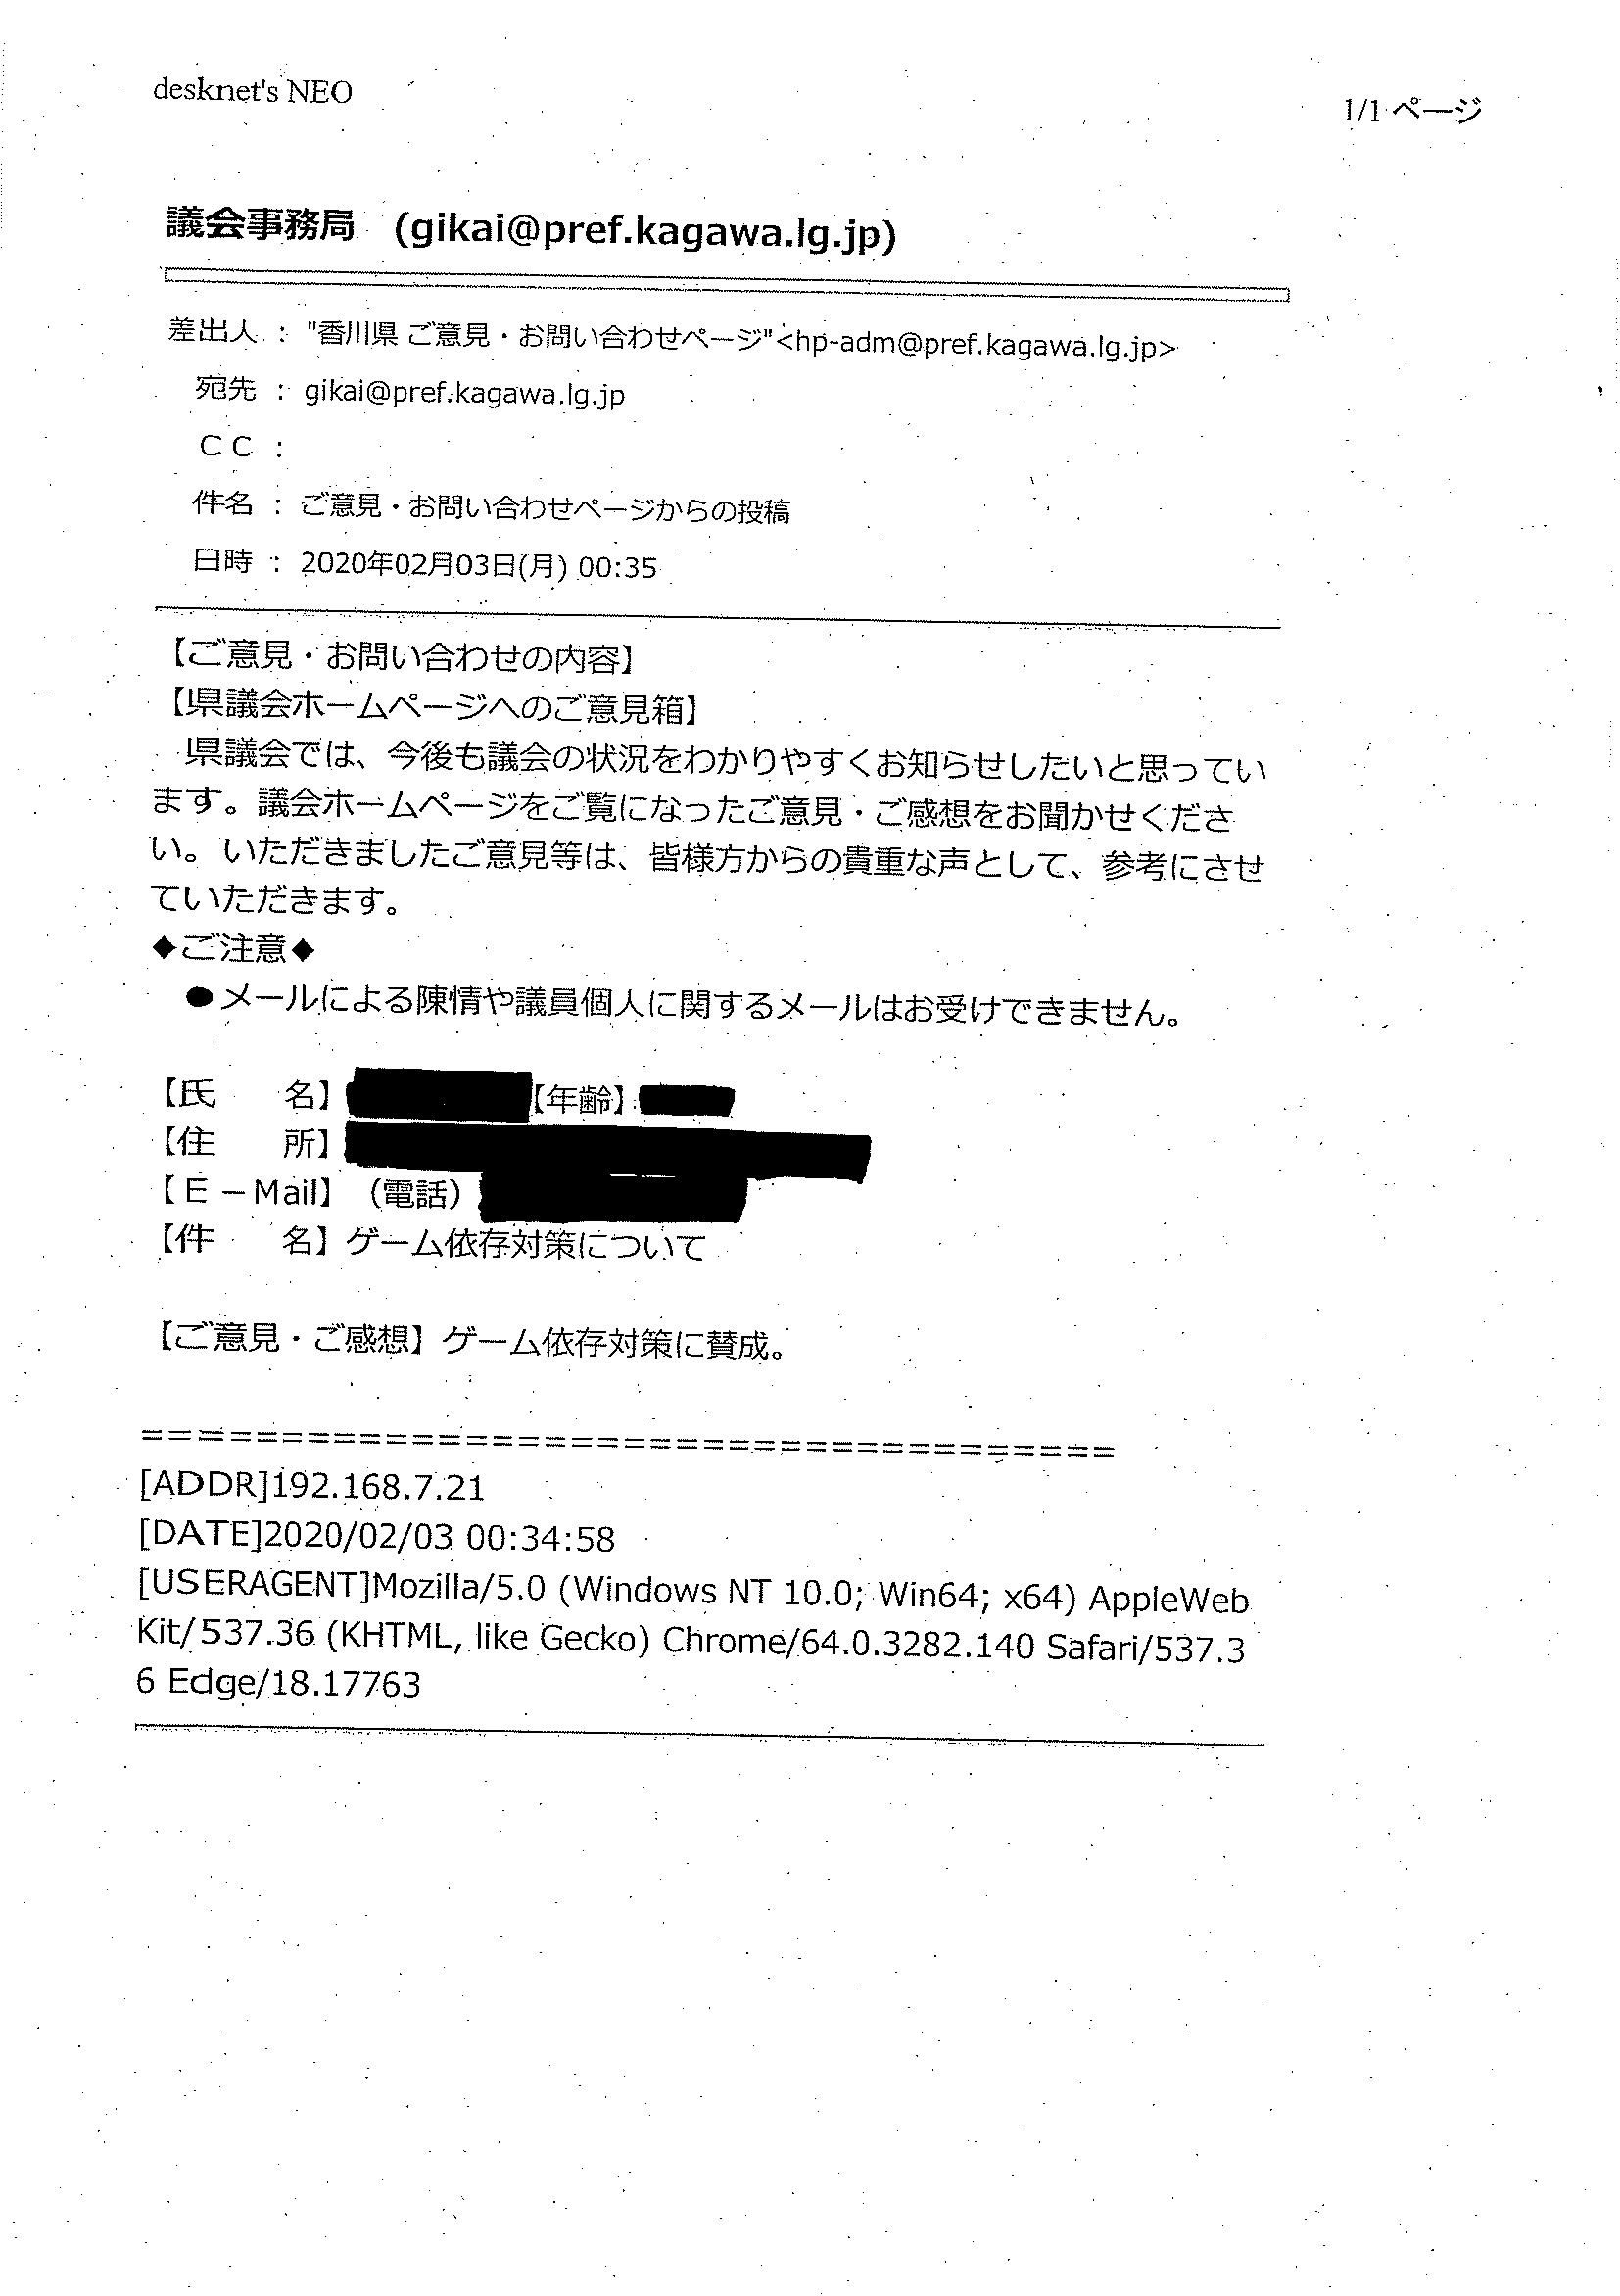 desknet's NEO
1/1 ページ
議会事務局 (gikai@pref.kagawa.lg.jp)
差出人 : "香川県 ご意見・お問い合わせページ"<hp-adm@pref.kagawa.lg.jp>
宛先 : gikai@pref.kagawa.lg.jp
ＣＣ :
件名 : ご意見・お問い合わせページからの投稿
日時 : 2020年02月03日(月) 00:35
【ご意見・お問い合わせの内容】
【県議会ホームページへのご意見箱】
県議会では、今後も議会の状況をわかりやすくお知らせしたいと思ってい
ます。議会ホームページをご覧になったご意見・ご感想をお聞かせくださ
い。いただきましたご意見等は、皆様方からの貴重な声として、参考にさせ
ていただきます。
◆ご注意◆
●メールによる陳情や議員個人に関するメールはお受けできません。
【氏　　名】 【年齢】
【住　　所】
【Ｅ－Mail】（電話）
【件　　名】ゲーム依存対策について
【ご意見・ご感想】ゲーム依存対策に賛成。
=====================================
[ADDR]192.168.7.21
[DATE]2020/02/03 00:34:58
[USERAGENT]Mozilla/5.0 (Windows NT 10.0; Win64; x64) AppleWeb
Kit/537.36 (KHTML, like Gecko) Chrome/64.0.3282.140 Safari/537.3
6 Edge/18.17763